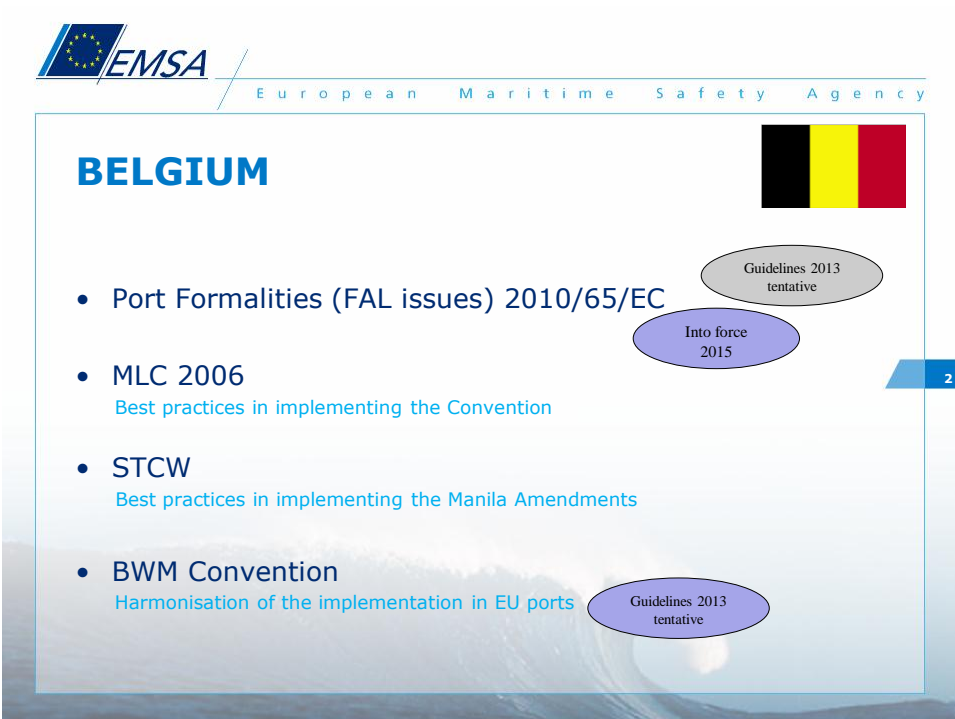 EMSA
European Maritime Safety Agency
BELGIUM
Guidelines 2013
tentative
• Port Formalities (FAL issues) 2010/65/EC
Into force
2015
• MLC 2006
2
Best practices in implementing the Convention
• STCW
Best practices in implementing the Manila Amendments
• BWM Convention
Harmonisation of the implementation in EU ports
Guidelines 2013
tentative